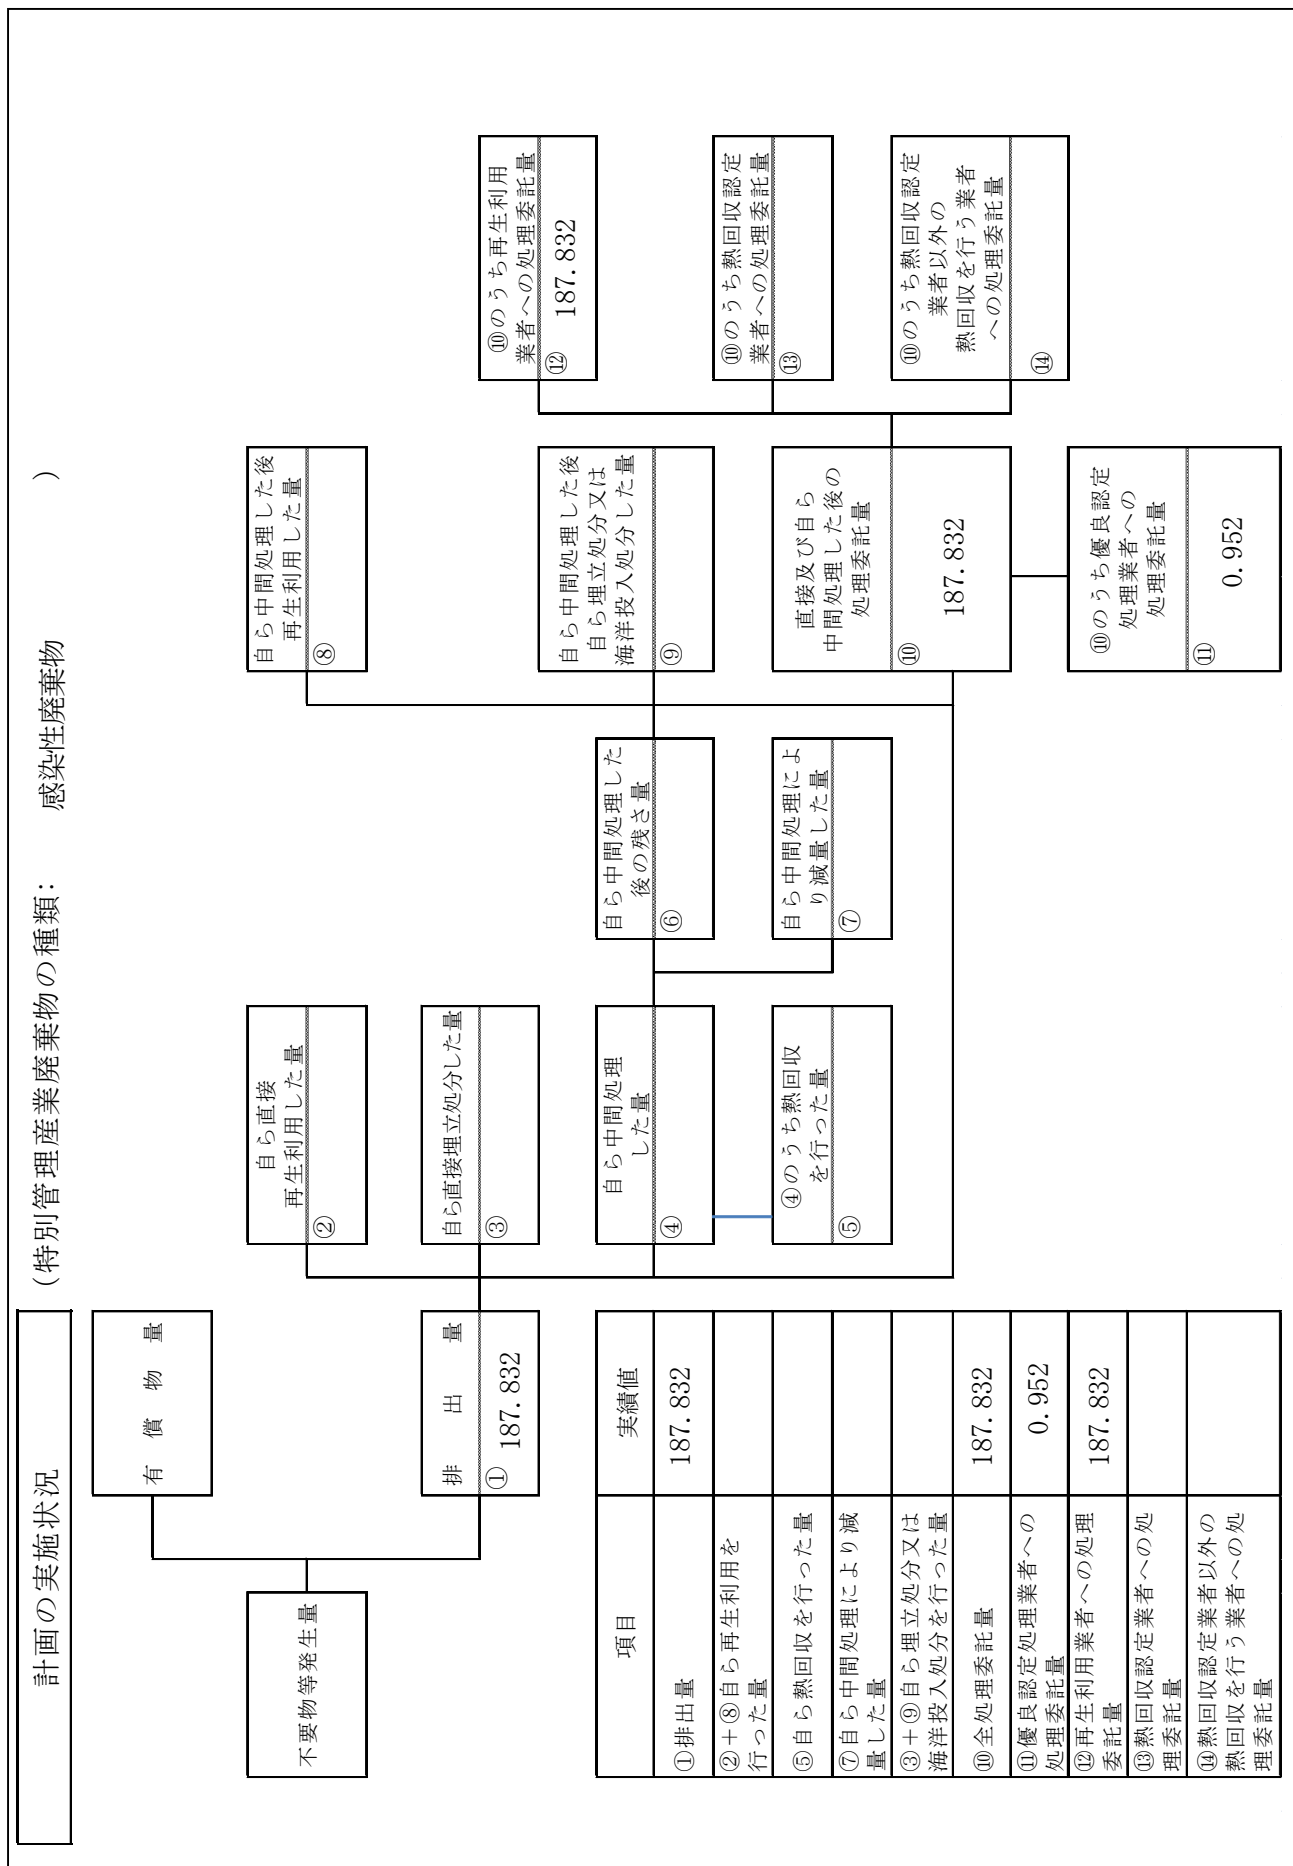 計画の実施状況
（特別管理産業廃棄物の種類：　感染性廃棄物　）
有償物量
不要物等発生量
排出量
① 187.832
自ら直接
再生利用した量
②
自ら直接埋立処分した量
③
自ら中間処理
した量
④
④のうち熱回収
を行った量
⑤
自ら中間処理した
後の残さ量
⑥
自ら中間処理によ
り減量した量
⑦
自ら中間処理した後
再生利用した量
⑧
自ら中間処理した後
自ら埋立処分又は
海洋投入処分した量
⑨
直接及び自ら
中間処理した後の
処理委託量
⑩
187.832
⑩のうち優良認定
処理業者への
処理委託量
⑪
0.952
⑩のうち再生利用
業者への処理委託量
⑫ 187.832
⑩のうち熱回収認定
業者への処理委託量
⑬
⑩のうち熱回収認定
業者以外の
熱回収を行う業者
への処理委託量
⑭
項目 実績値
①排出量 187.832
②＋⑧自ら再生利用を
行った量
⑤自ら熱回収を行った量
⑦自ら中間処理により減
量した量
③＋⑨自ら埋立処分又は
海洋投入処分を行った量
⑩全処理委託量 187.832
⑪優良認定処理業者への
処理委託量 0.952
⑫再生利用業者への処理
委託量 187.832
⑬熱回収認定業者への処
理委託量
⑭熱回収認定業者以外の
熱回収を行う業者への処
理委託量